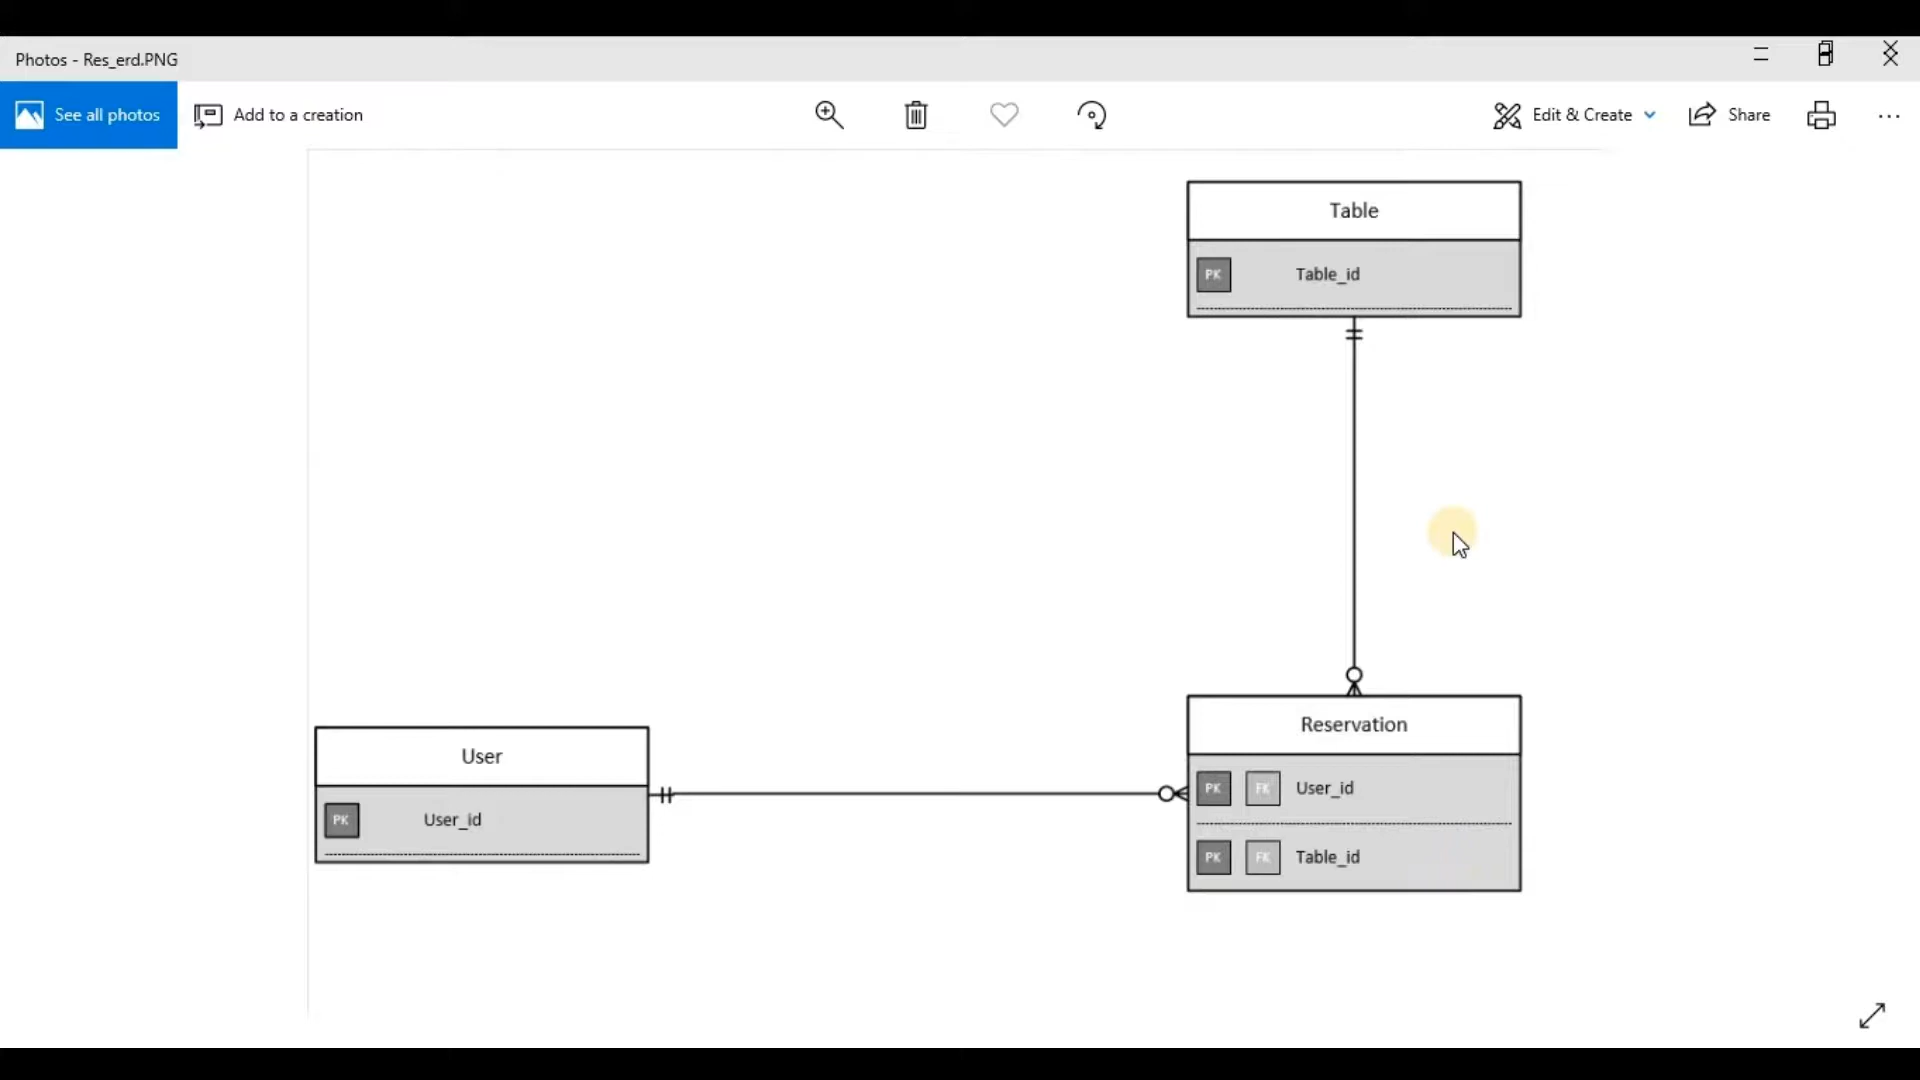 Photos - Res_erd.PNG
See all photos
Add to a creation
Edit & Create
Share
Table
PK Table_id
Reservation
PK FK User_id
PK FK Table_id
User
PK User_id